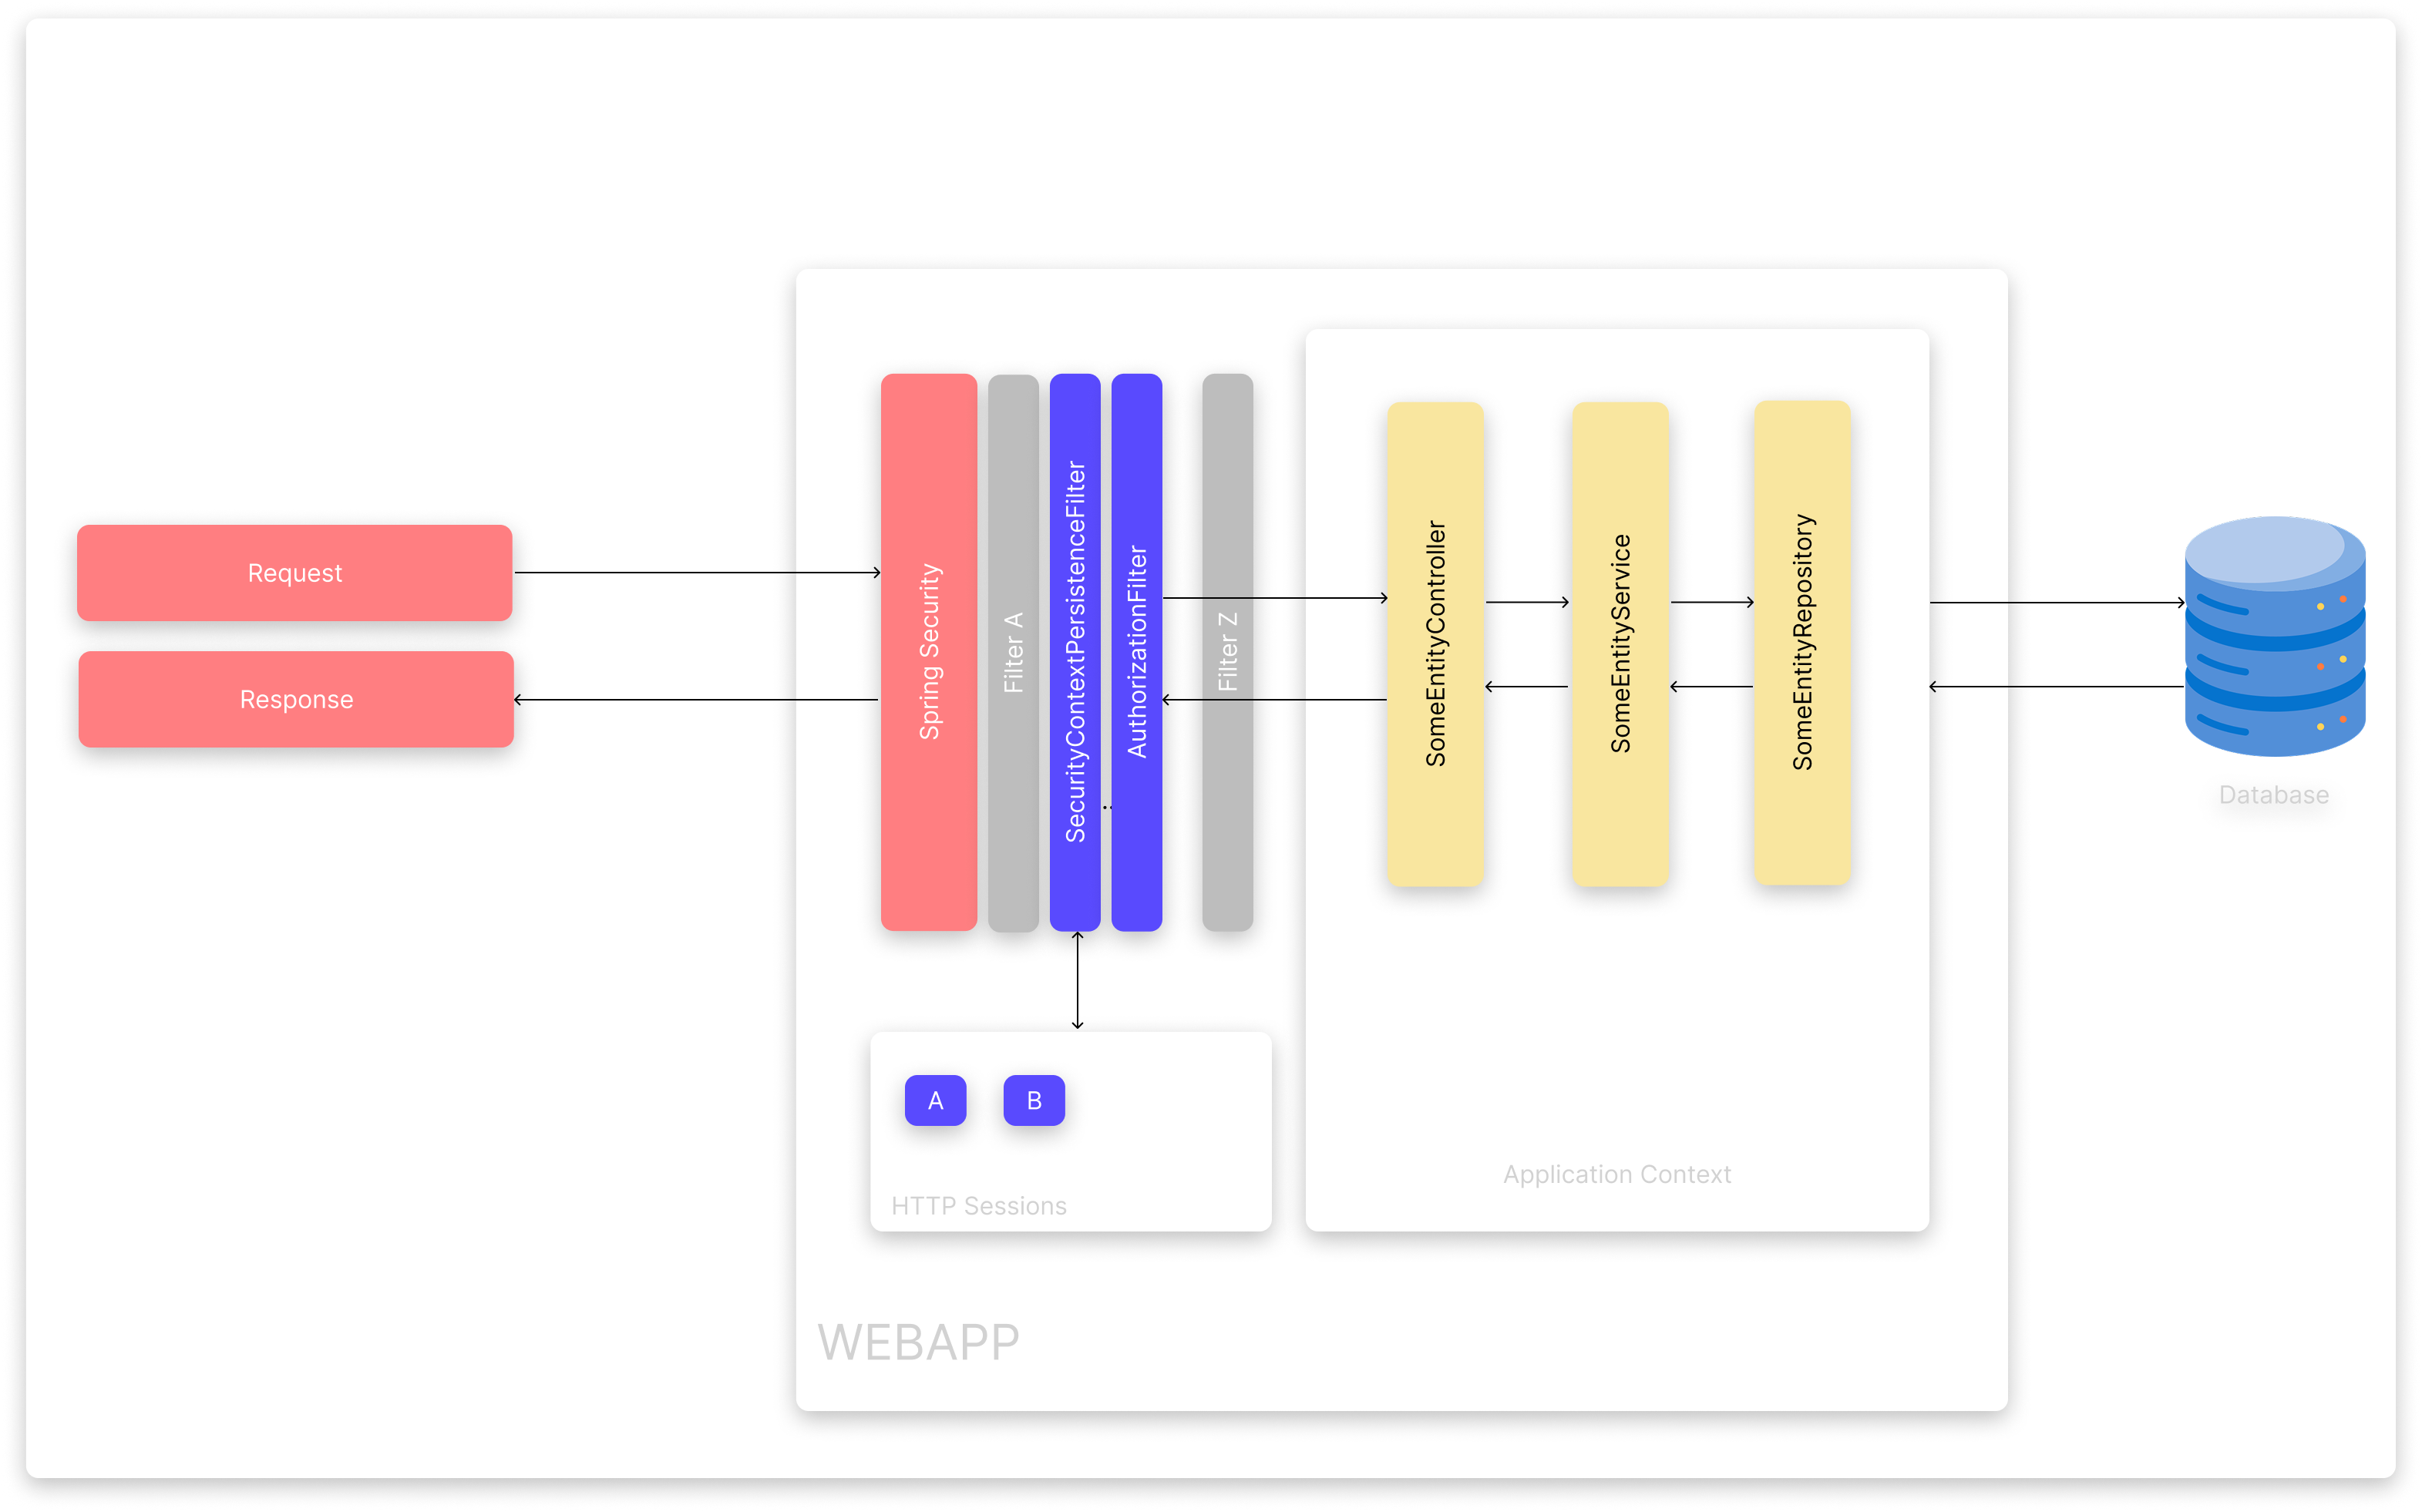 Request
Response
Spring Security
Filter A
SecurityContextPersistenceFilter
..
AuthorizationFilter
Filter Z
SomeEntityController
SomeEntityService
SomeEntityRepository
Database
A
B
HTTP Sessions
Application Context
WEBAPP